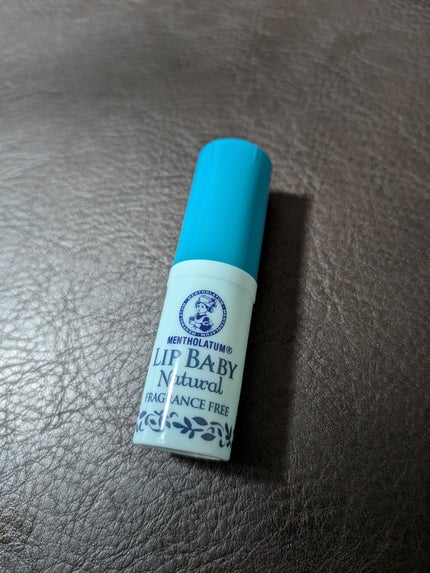 MENTHOLATUM®
LIP BABY
Natural
FRAGRANCE FREE